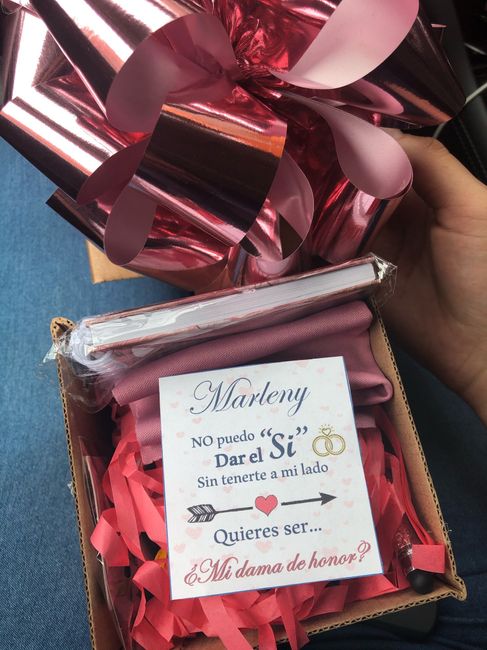 Marleny
NO puedo
Dar el "Si"
Sin tenerte a mi lado
Quieres ser...
¿Mi dama de honor?